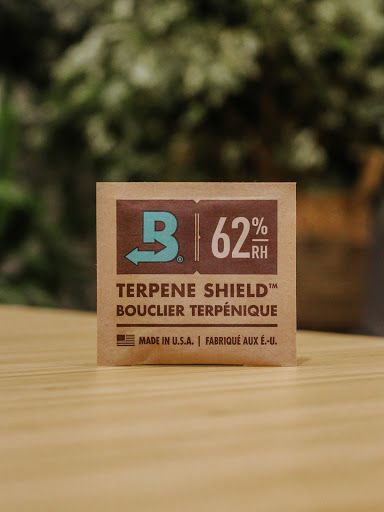 B® 62%
RH
TERPENE SHIELD™
BOUCLIER TERPÉNIQUE
MADE IN U.S.A. | FABRIQUÉ AUX É.-U.